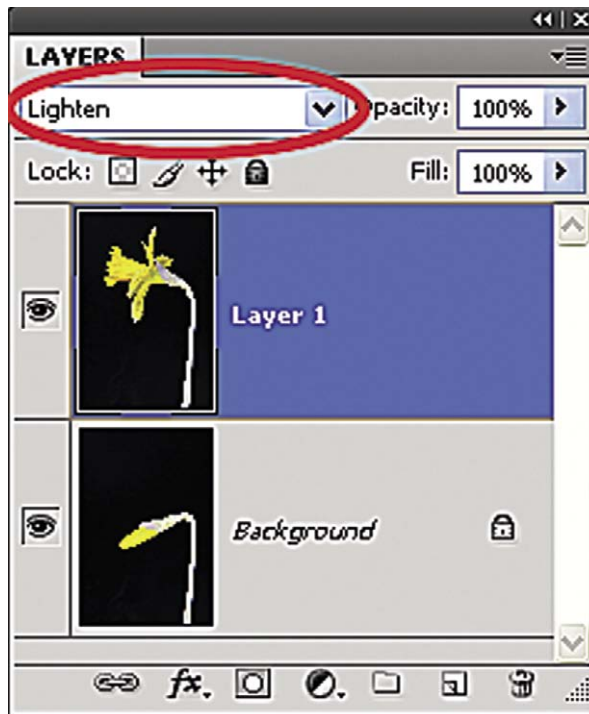 LAYERS
Lighten Opacity: 100%
Lock: Fill: 100%
Layer 1
Background
fx.